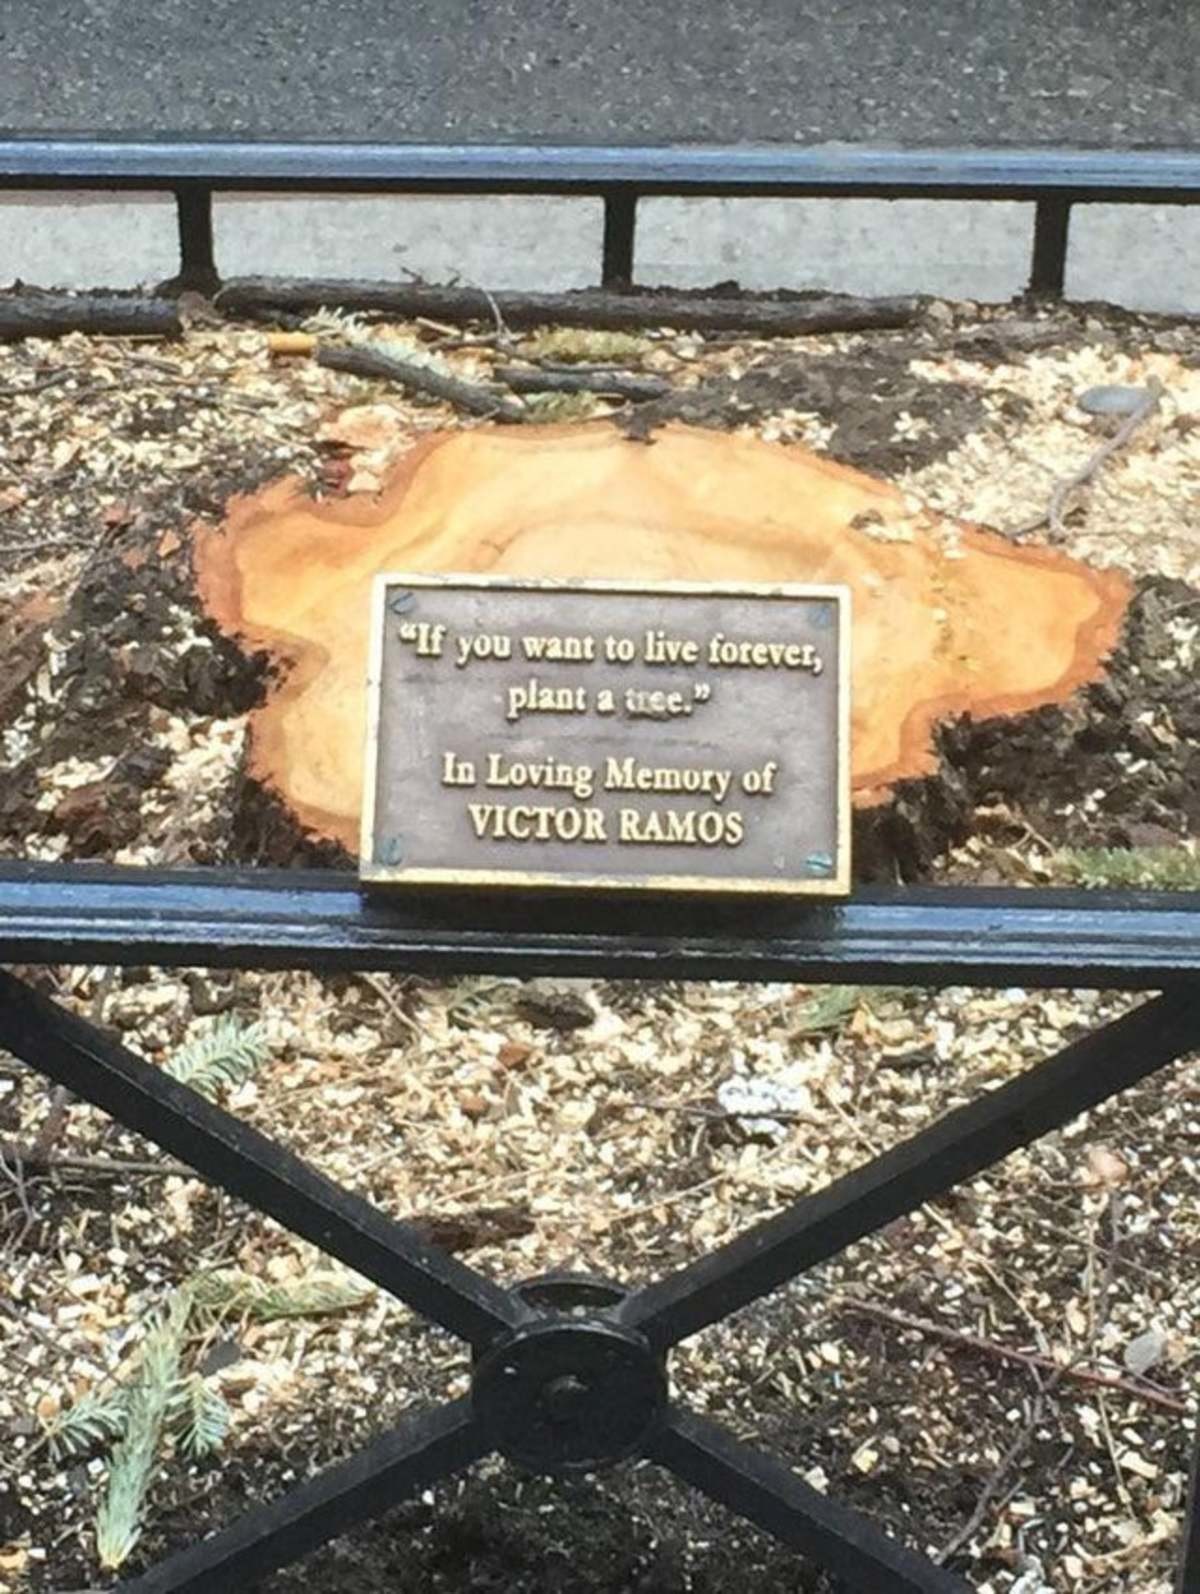 “If you want to live forever,
plant a tree.”
In Loving Memory of
VICTOR RAMOS